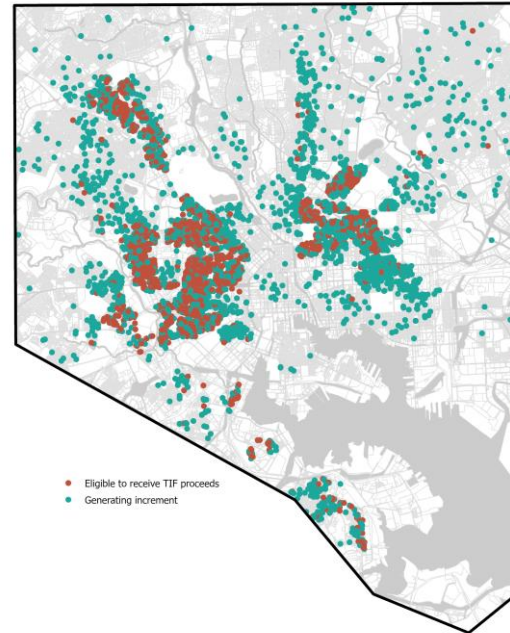 Eligible to receive TIF proceeds
Generating increment